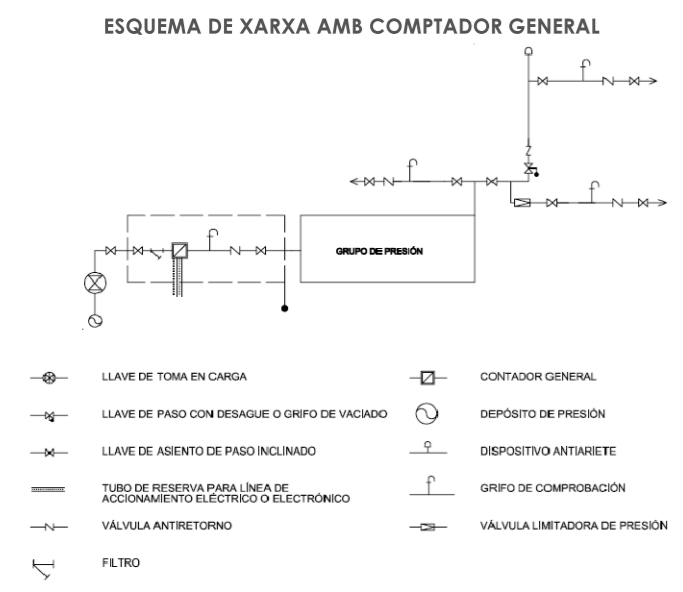 ESQUEMA DE XARXA AMB COMPTADOR GENERAL
GRUPO DE PRESIÓN
LLAVE DE TOMA EN CARGA
LLAVE DE PASO CON DESAGUE O GRIFO DE VACIADO
LLAVE DE ASIENTO DE PASO INCLINADO
TUBO DE RESERVA PARA LÍNEA DE
ACCIONAMIENTO ELÉCTRICO O ELECTRÓNICO
VÁLVULA ANTIRETORNO
FILTRO
CONTADOR GENERAL
DEPÓSITO DE PRESIÓN
DISPOSITIVO ANTIARIETE
GRIFO DE COMPROBACIÓN
VÁLVULA LIMITADORA DE PRESIÓN